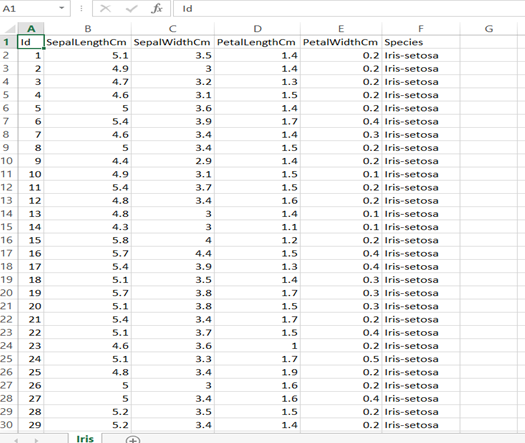 A1 fx Id
A B C D E F G
1 Id SepalLengthCm SepalWidthCm PetalLengthCm PetalWidthCm Species
2 1 5.1 3.5 1.4 0.2 Iris-setosa
3 2 4.9 3 1.4 0.2 Iris-setosa
4 3 4.7 3.2 1.3 0.2 Iris-setosa
5 4 4.6 3.1 1.5 0.2 Iris-setosa
6 5 5 3.6 1.4 0.2 Iris-setosa
7 6 5.4 3.9 1.7 0.4 Iris-setosa
8 7 4.6 3.4 1.4 0.3 Iris-setosa
9 8 5 3.4 1.5 0.2 Iris-setosa
10 9 4.4 2.9 1.4 0.2 Iris-setosa
11 10 4.9 3.1 1.5 0.1 Iris-setosa
12 11 5.4 3.7 1.5 0.2 Iris-setosa
13 12 4.8 3.4 1.6 0.2 Iris-setosa
14 13 4.8 3 1.4 0.1 Iris-setosa
15 14 4.3 3 1.1 0.1 Iris-setosa
16 15 5.8 4 1.2 0.2 Iris-setosa
17 16 5.7 4.4 1.5 0.4 Iris-setosa
18 17 5.4 3.9 1.3 0.4 Iris-setosa
19 18 5.1 3.5 1.4 0.3 Iris-setosa
20 19 5.7 3.8 1.7 0.3 Iris-setosa
21 20 5.1 3.8 1.5 0.3 Iris-setosa
22 21 5.4 3.4 1.7 0.2 Iris-setosa
23 22 5.1 3.7 1.5 0.4 Iris-setosa
24 23 4.6 3.6 1 0.2 Iris-setosa
25 24 5.1 3.3 1.7 0.5 Iris-setosa
26 25 4.8 3.4 1.9 0.2 Iris-setosa
27 26 5 3 1.6 0.2 Iris-setosa
28 27 5 3.4 1.6 0.4 Iris-setosa
29 28 5.2 3.5 1.5 0.2 Iris-setosa
30 29 5.2 3.4 1.4 0.2 Iris-setosa
Iris